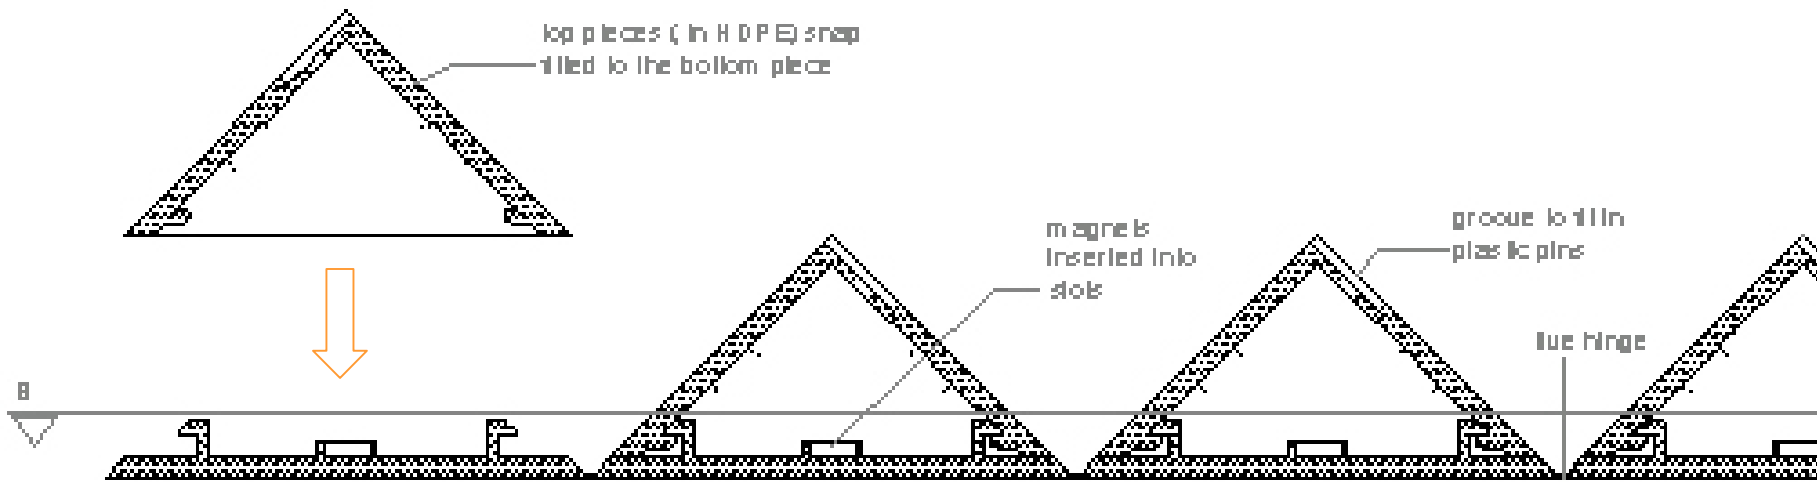 top pieces ( in HDPE) snap
fitted to the bottom piece
magnets
inserted into
slots
groove to fit in
plastic pins
live hinge
B